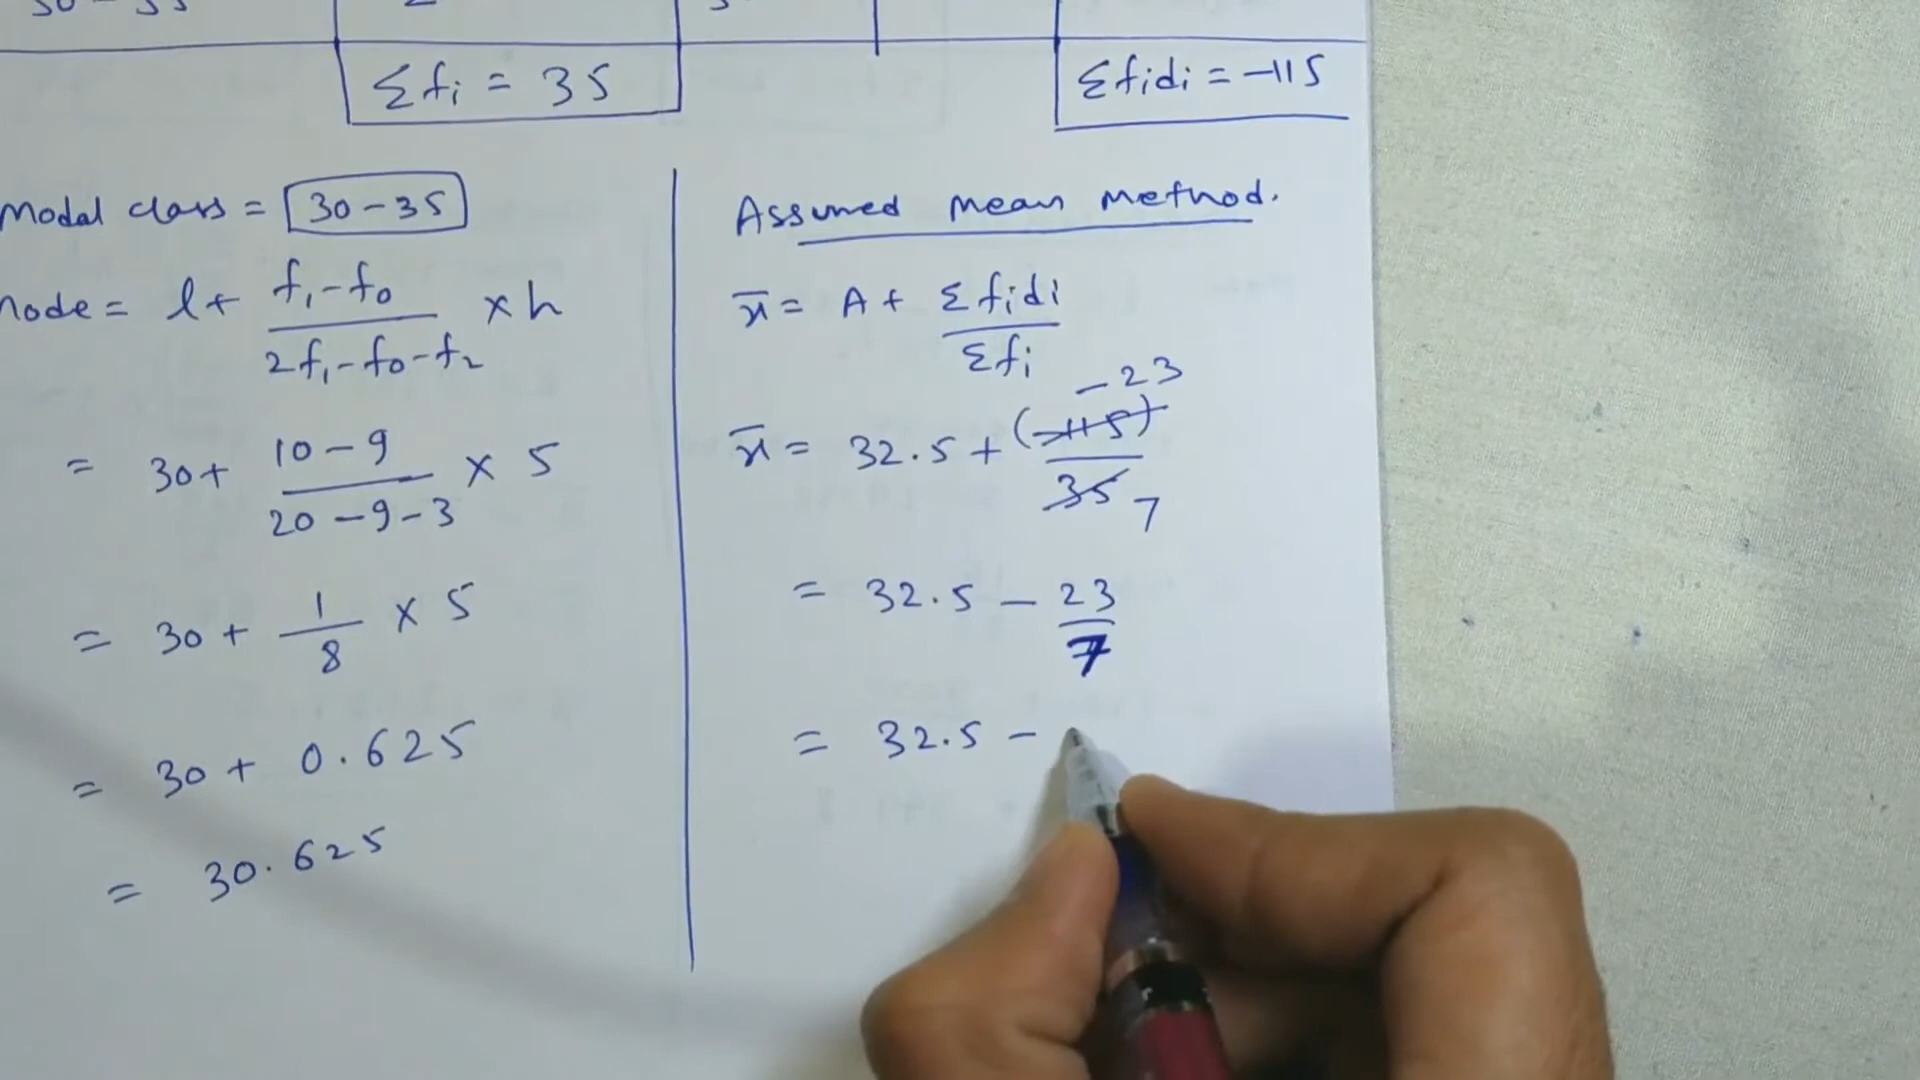 Σfi = 35
Σfidi = -115
Modal class = 30-35
Mode = l + f₁-f₀ / 2f₁-f₀-f₂ × h
= 30 + 10-9 / 20-9-3 × 5
= 30 + 1/8 × 5
= 30 + 0.625
= 30.625
Assumed Mean Method.
x̄ = A + Σfidi / Σfi
-23
x̄ = 32.5 + (-115) / 35
7
= 32.5 - 23/7
= 32.5 -